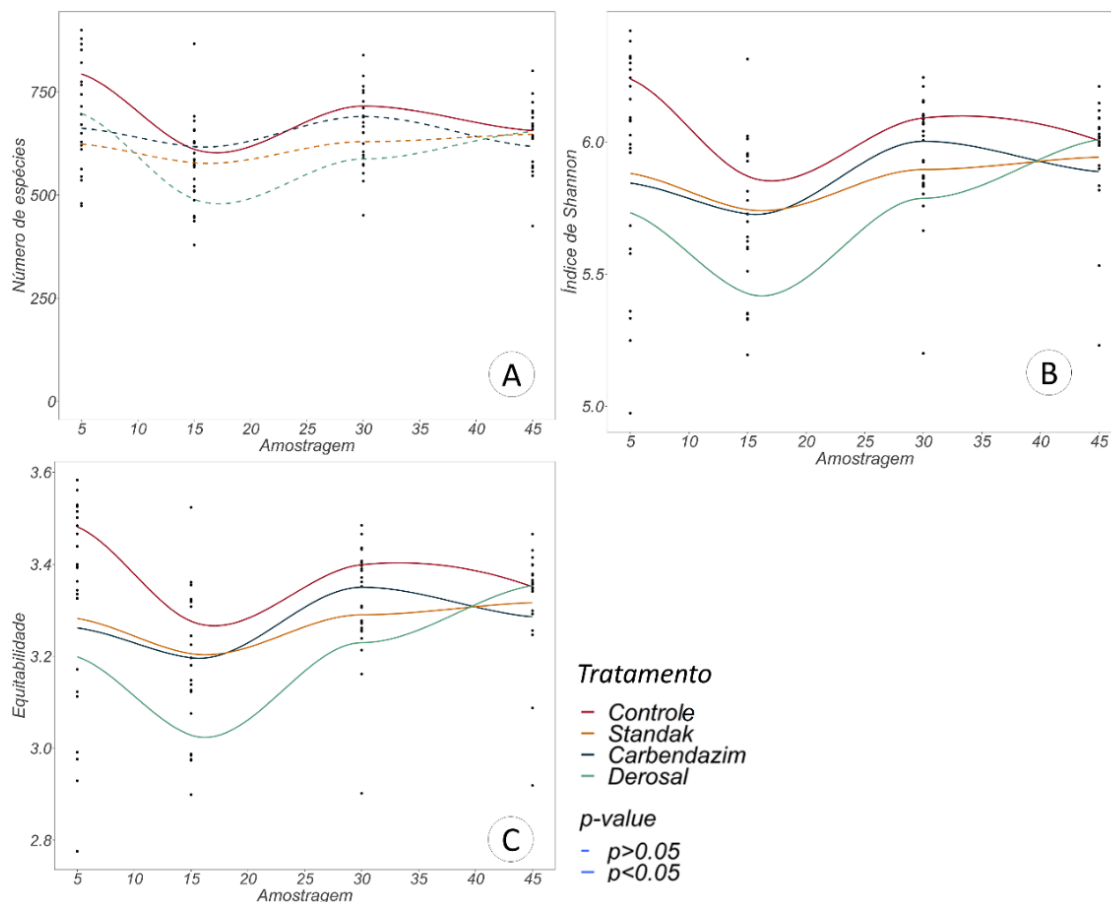 Número de espécies
750
500
250
0
5 10 15 20 25 30 35 40 45
Amostragem
A
Índice de Shannon
6.0
5.5
5.0
5 10 15 20 25 30 35 40 45
Amostragem
B
Equitabilidade
3.6
3.4
3.2
3.0
2.8
5 10 15 20 25 30 35 40 45
Amostragem
C
Tratamento
Controle
Standak
Carbendazim
Derosal
p-value
p>0.05
p<0.05